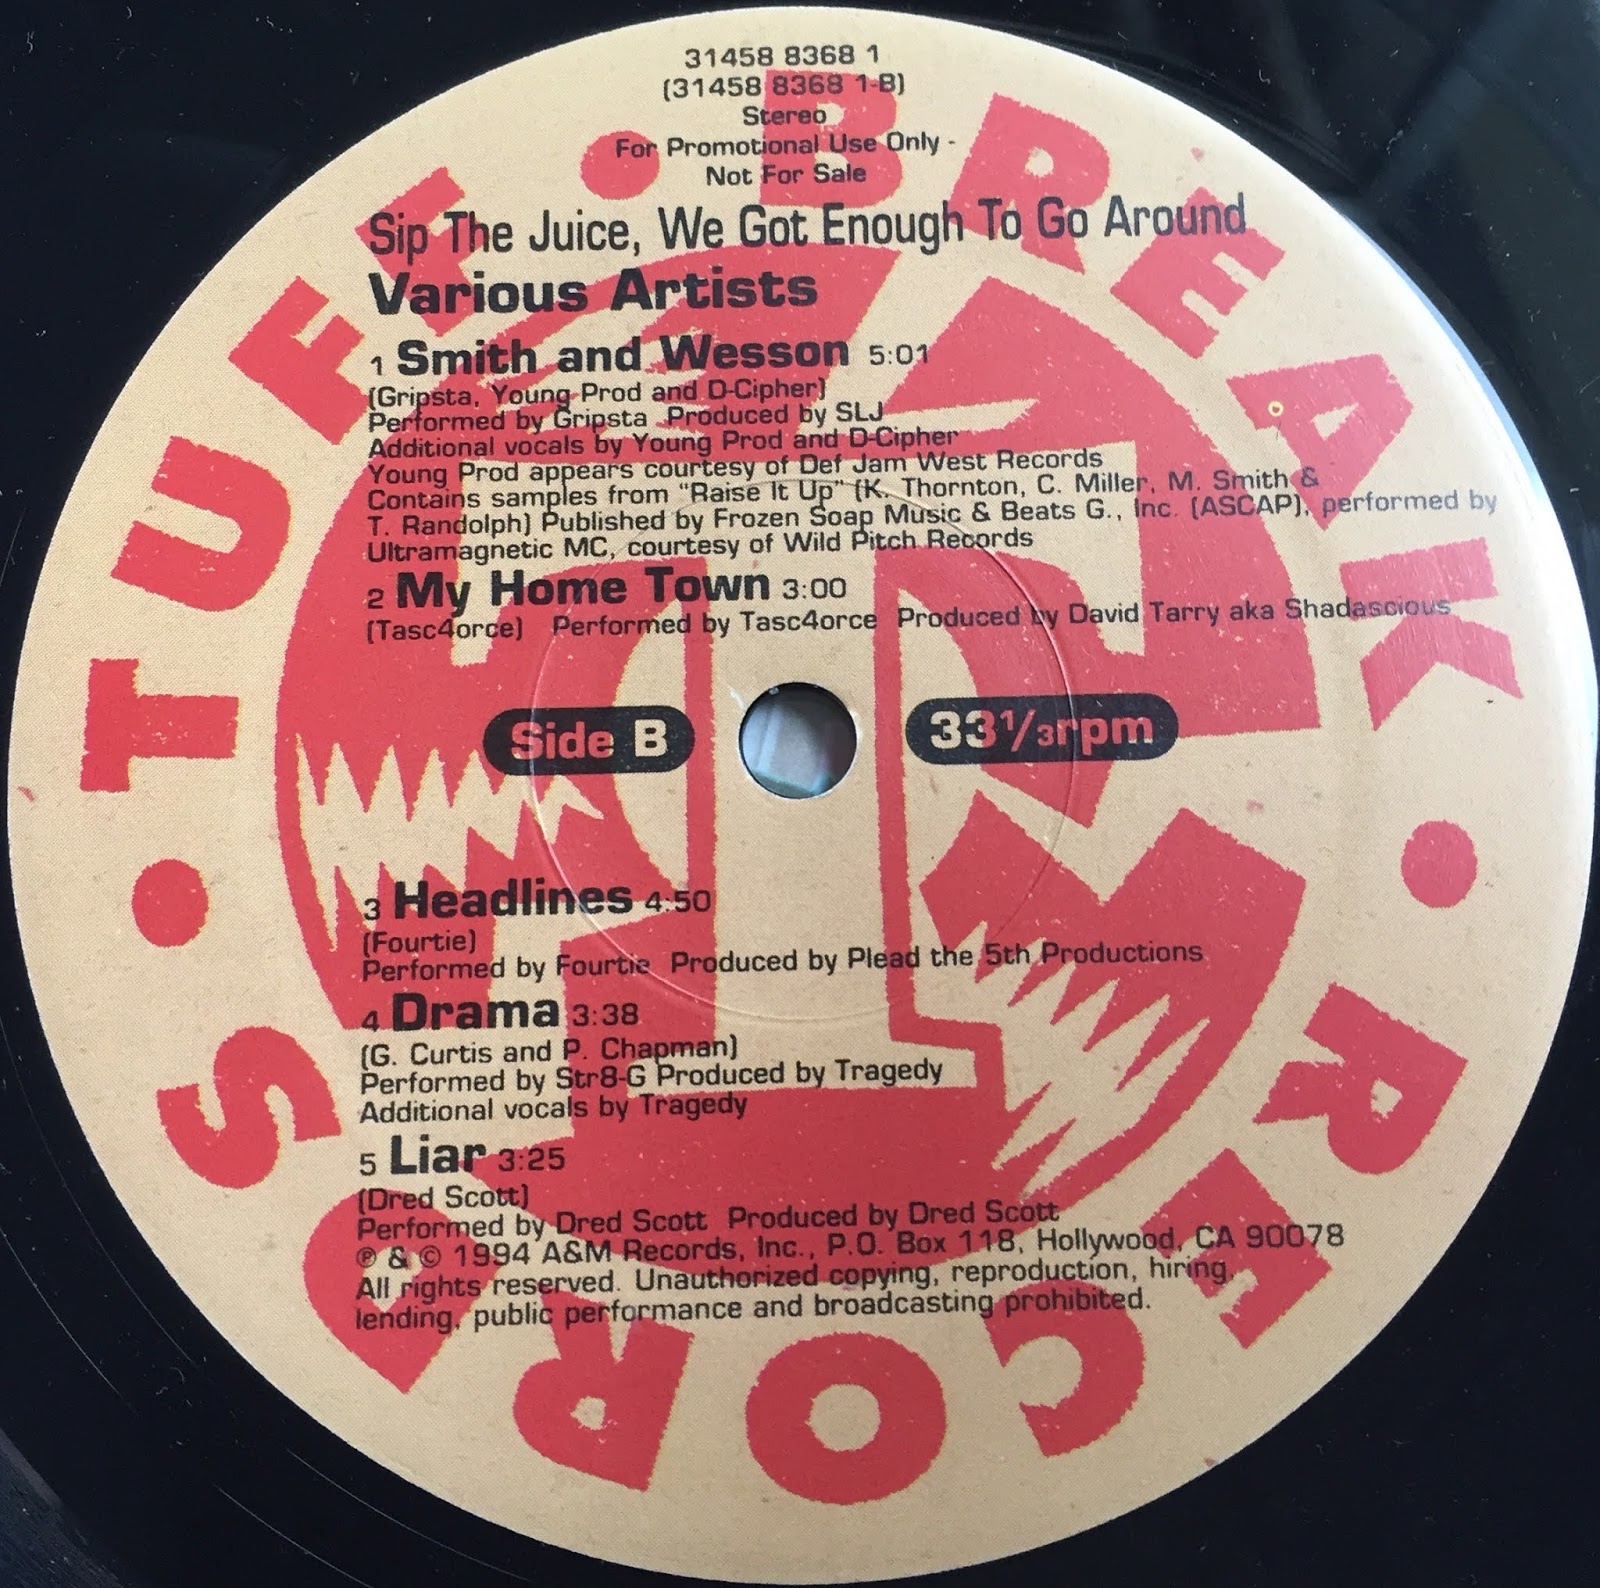 31458 8368 1
(31458 8368 1-B)
Stereo
For Promotional Use Only -
Not For Sale
Sip The Juice, We Got Enough To Go Around
Various Artists
1 Smith and Wesson 5:01
(Gripsta, Young Prod and D-Cipher)
Performed by Gripsta Produced by SLJ
Additional vocals by Young Prod and D-Cipher
Young Prod appears courtesy of Def Jam West Records
Contains samples from "Raise It Up" (K. Thornton, C. Miller, M. Smith &
T. Randolph) Published by Frozen Soap Music & Beats G., Inc. (ASCAP), performed by
Ultramagnetic MC, courtesy of Wild Pitch Records
2 My Home Town 3:00
(Tasc4orce) Performed by Tasc4orce Produced by David Tarry aka Shadascious
Side B
33 1/3 rpm
3 Headlines 4:50
(Fourtie)
Performed by Fourtie Produced by Plead the 5th Productions
4 Drama 3:38
(G. Curtis and P. Chapman)
Performed by Str8-G Produced by Tragedy
Additional vocals by Tragedy
5 Liar 3:25
(Dred Scott)
Performed by Dred Scott Produced by Dred Scott
℗ & © 1994 A&M Records, Inc., P.O. Box 118, Hollywood, CA 90078
All rights reserved. Unauthorized copying, reproduction, hiring,
lending, public performance and broadcasting prohibited.
TUFF • BREAK • RECORDS •